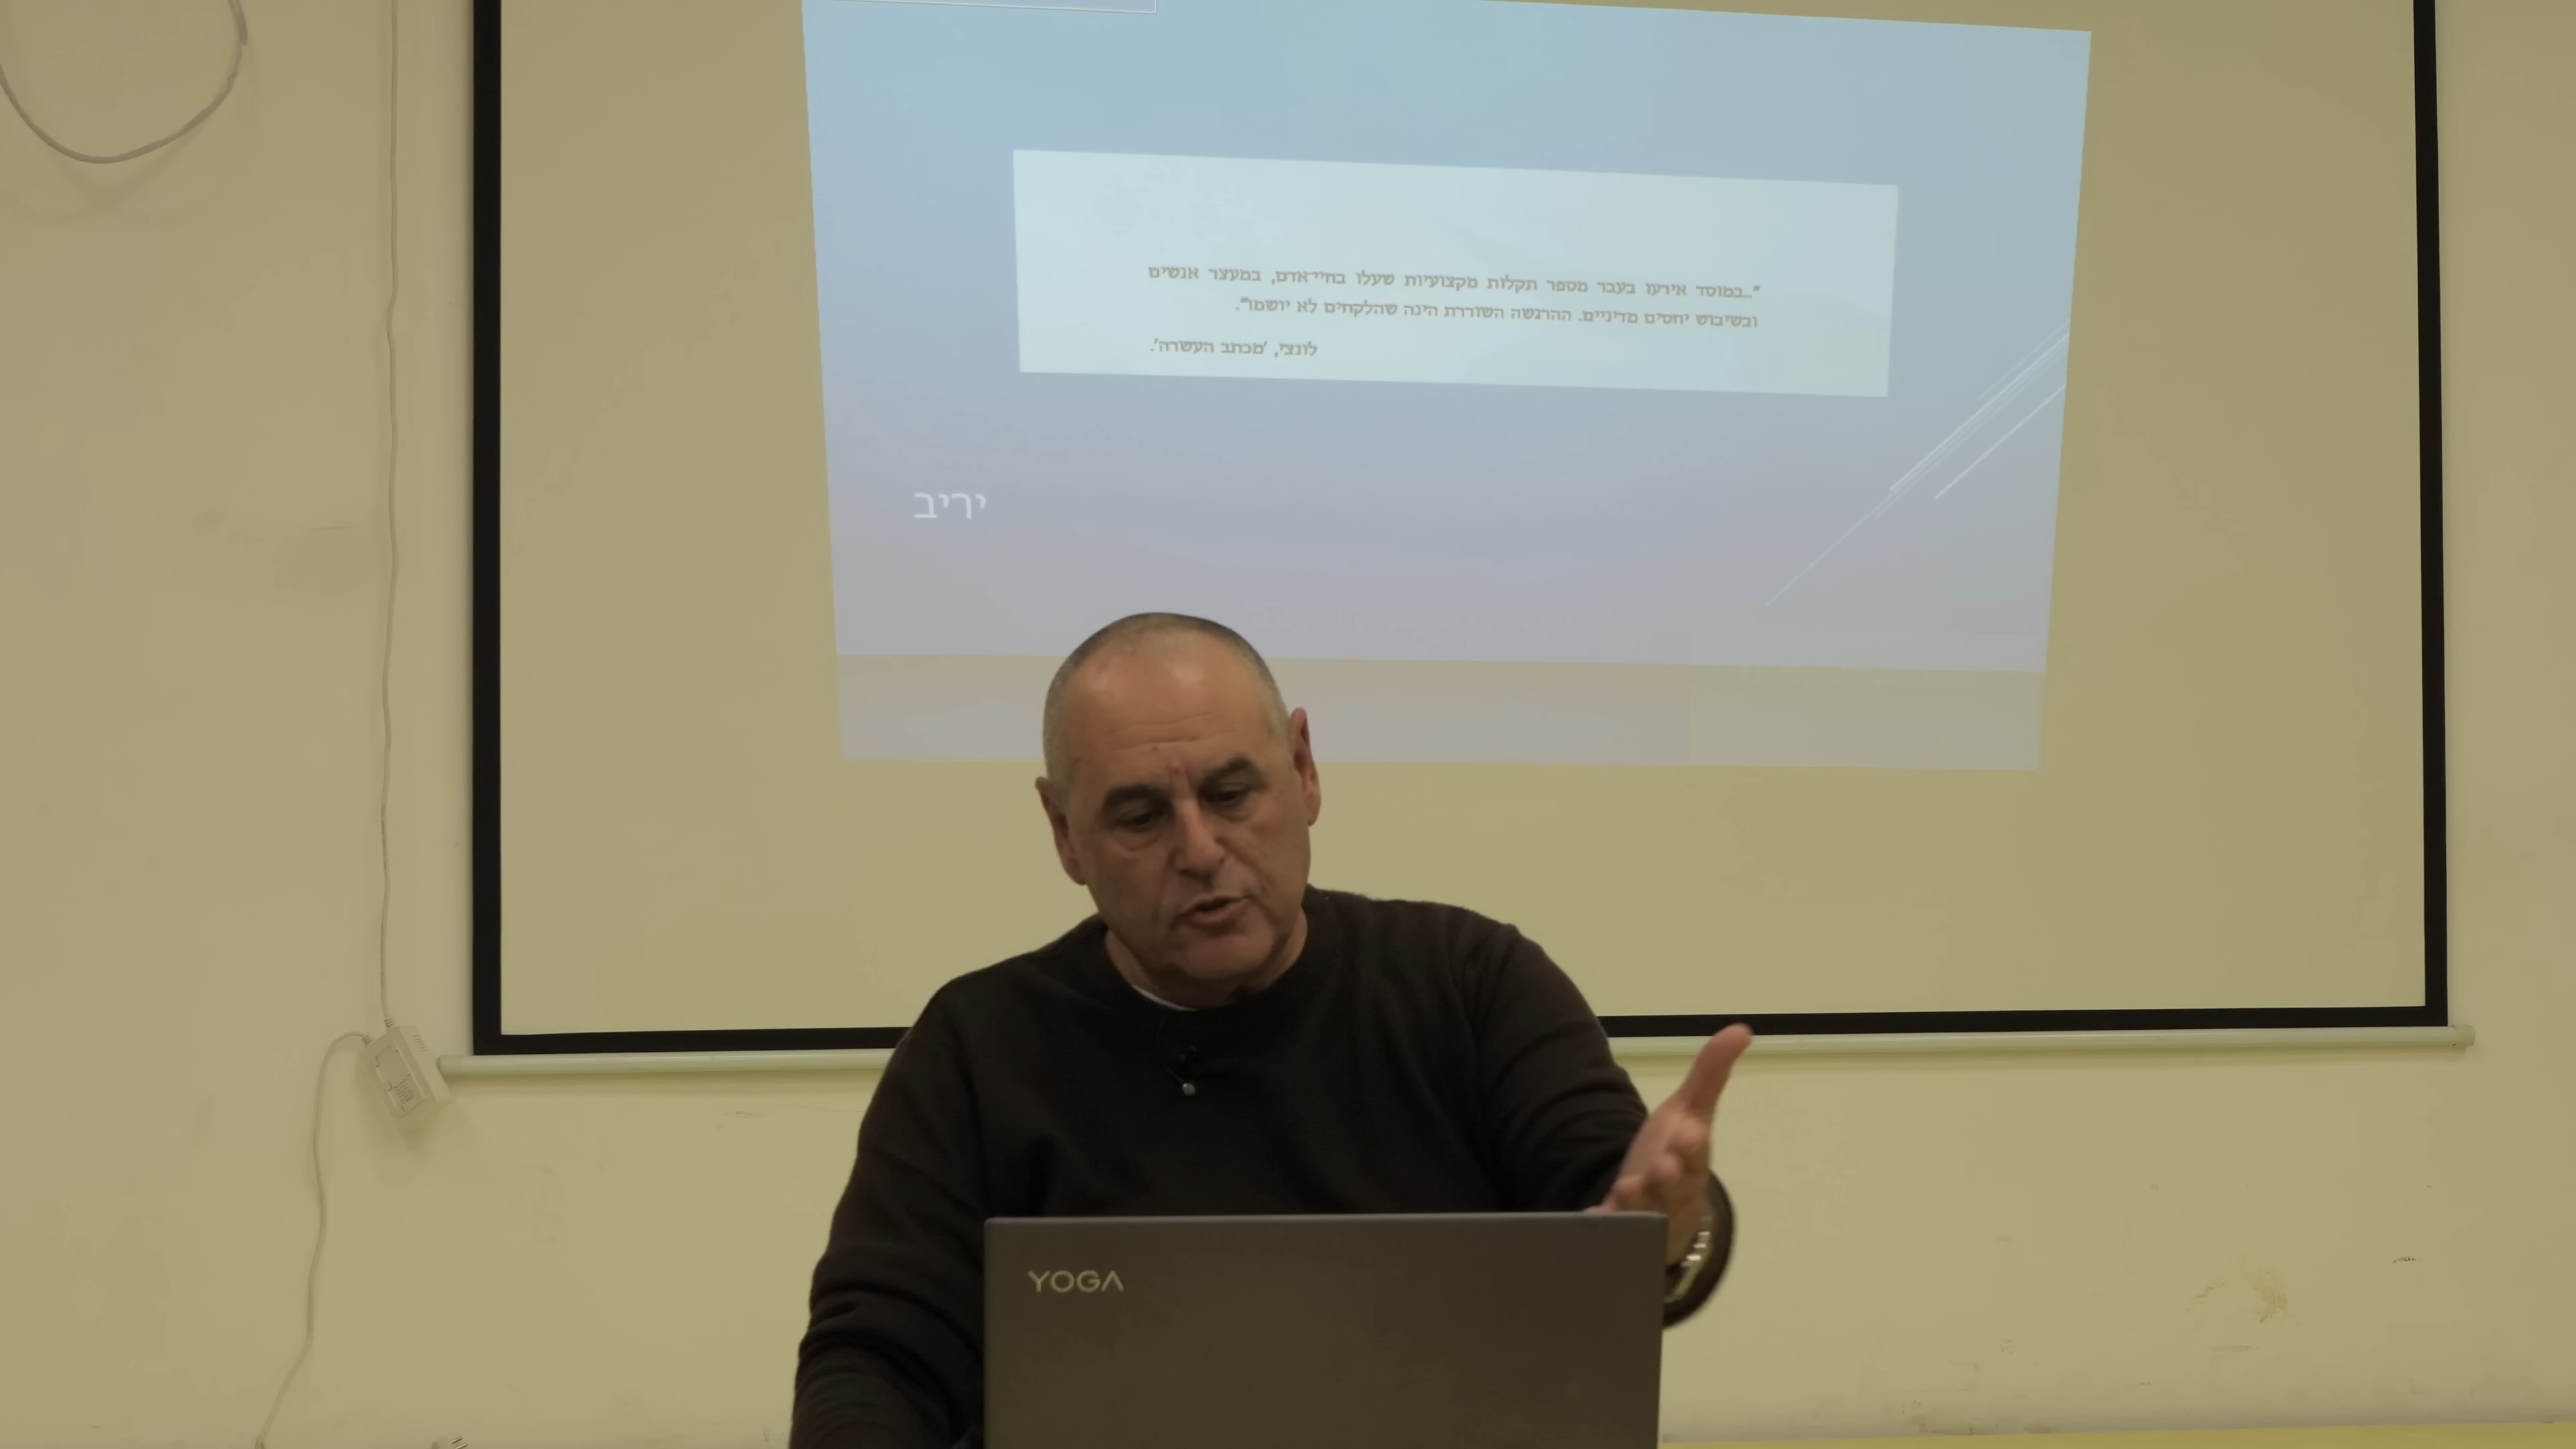 "..במוסד אירעו בעבר מספר תקלות מקצועיות שעלו בחיי־אדם, במעצר אנשים
ובשיבוש יחסים מדיניים. ההרגשה השוררת הינה שהלקחים לא יושמו".
לונצי, 'מכתב העשרה'.
יריב
YOGA